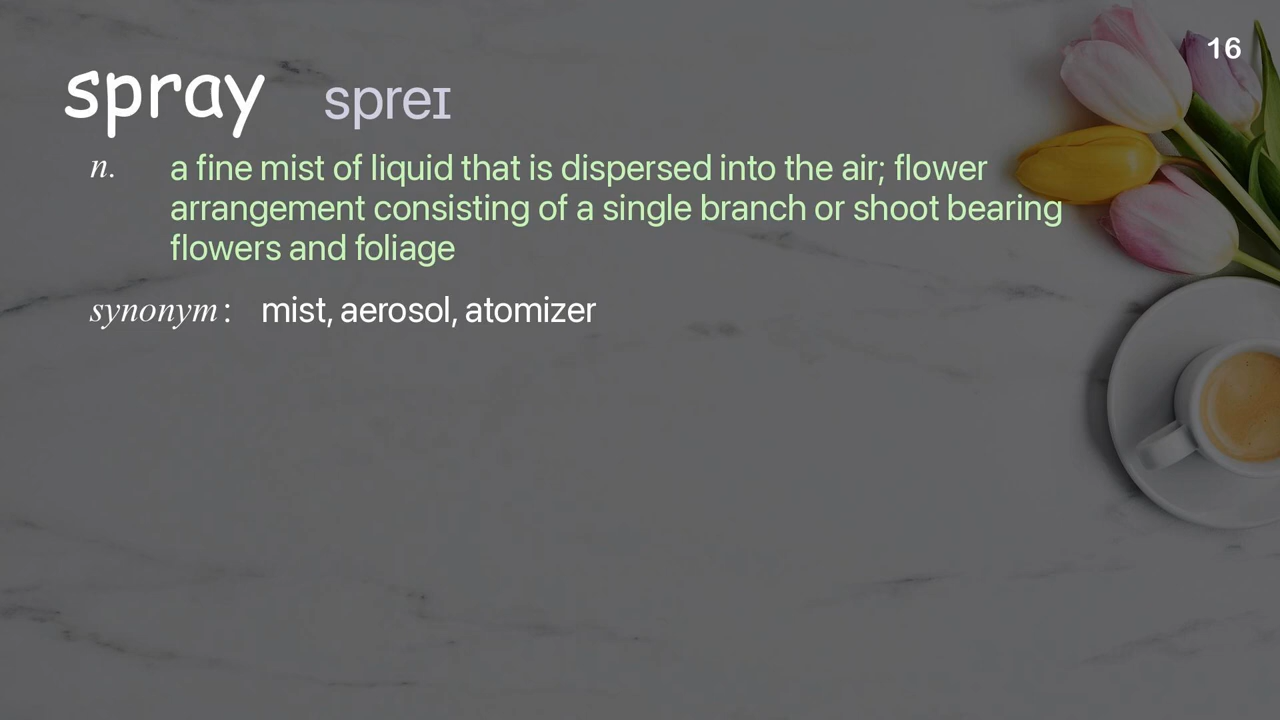 16
spray spreɪ
n. a fine mist of liquid that is dispersed into the air; flower
arrangement consisting of a single branch or shoot bearing
flowers and foliage
synonym: mist, aerosol, atomizer